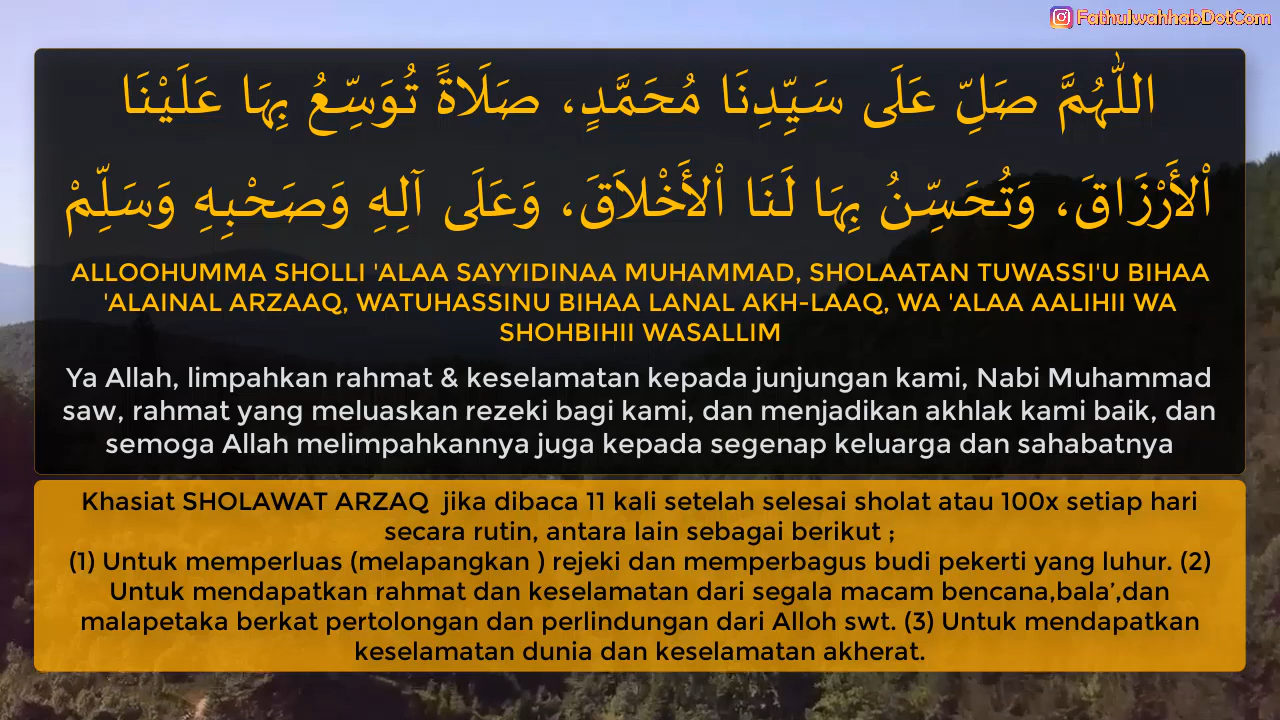 FathulwahhabDotCom
اللّٰهُمَّ صَلِّ عَلَى سَيِّدِنَا مُحَمَّدٍ، صَلَاةً تُوَسِّعُ بِهَا عَلَيْنَا
اْلأَرْزَاقَ، وَتُحَسِّنُ بِهَا لَنَا اْلأَخْلاَقَ، وَعَلَى آلِهِ وَصَحْبِهِ وَسَلِّمْ
ALLOOHUMMA SHOLLI 'ALAA SAYYIDINAA MUHAMMAD, SHOLAATAN TUWASSI'U BIHAA
'ALAINAL ARZAAQ, WATUHASSINU BIHAA LANAL AKH-LAAQ, WA 'ALAA AALIHII WA
SHOHBIHII WASALLIM
Ya Allah, limpahkan rahmat & keselamatan kepada junjungan kami, Nabi Muhammad
saw, rahmat yang meluaskan rezeki bagi kami, dan menjadikan akhlak kami baik, dan
semoga Allah melimpahkannya juga kepada segenap keluarga dan sahabatnya
Khasiat SHOLAWAT ARZAQ  jika dibaca 11 kali setelah selesai sholat atau 100x setiap hari
secara rutin, antara lain sebagai berikut ;
(1) Untuk memperluas (melapangkan ) rejeki dan memperbagus budi pekerti yang luhur. (2)
Untuk mendapatkan rahmat dan keselamatan dari segala macam bencana,bala’,dan
malapetaka berkat pertolongan dan perlindungan dari Alloh swt. (3) Untuk mendapatkan
keselamatan dunia dan keselamatan akherat.